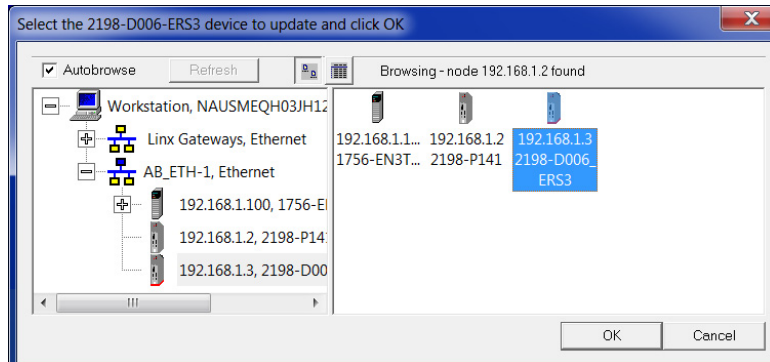 Select the 2198-D006-ERS3 device to update and click OK
X
Autobrowse
Refresh
Browsing - node 192.168.1.2 found
Workstation, NAUSMEQH03JH12
Linx Gateways, Ethernet
AB_ETH-1, Ethernet
192.168.1.100, 1756-E
192.168.1.2, 2198-P14
192.168.1.3, 2198-D00
192.168.1.1... 192.168.1.2 192.168.1.3
1756-EN3T... 2198-P141 2198-D006_
ERS3
OK Cancel